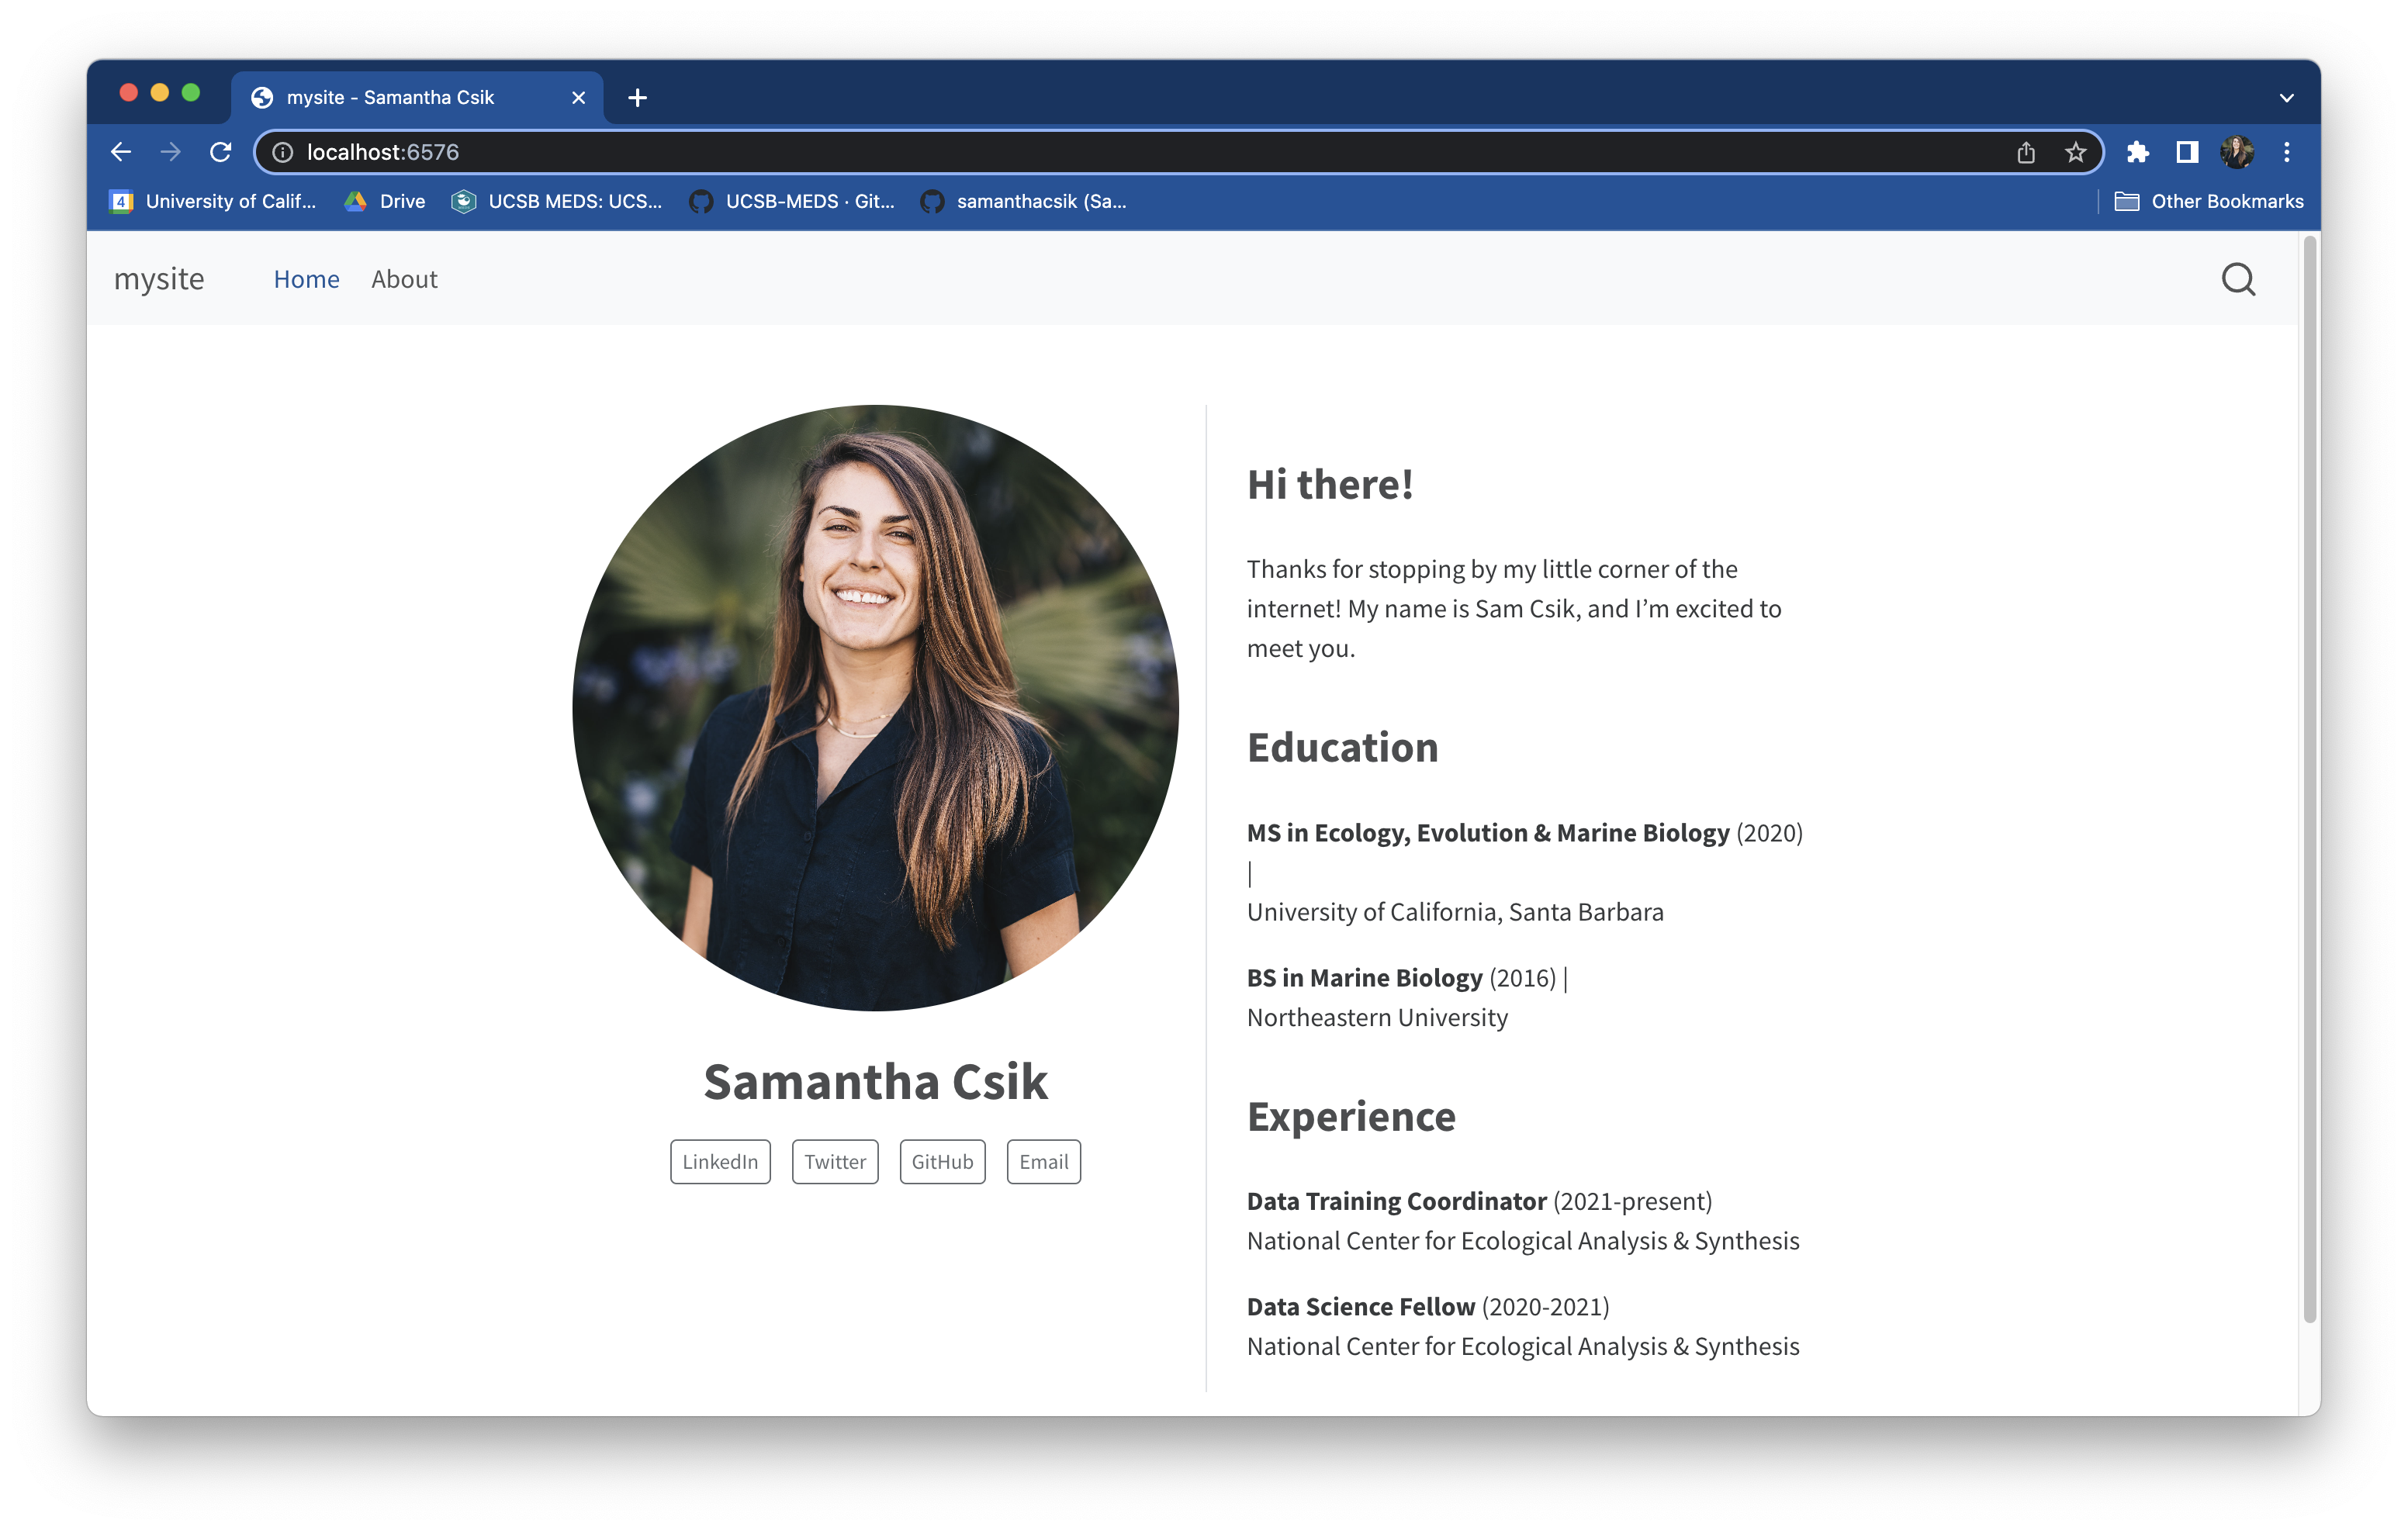 mysite - Samantha Csik
localhost:6576
4 University of Calif... Drive UCSB MEDS: UCS... UCSB-MEDS · Git... samanthacsik (Sa... Other Bookmarks
mysite Home About
Samantha Csik
LinkedIn Twitter GitHub Email
Hi there!
Thanks for stopping by my little corner of the
internet! My name is Sam Csik, and I’m excited to
meet you.
Education
MS in Ecology, Evolution & Marine Biology (2020)
|
University of California, Santa Barbara
BS in Marine Biology (2016) |
Northeastern University
Experience
Data Training Coordinator (2021-present)
National Center for Ecological Analysis & Synthesis
Data Science Fellow (2020-2021)
National Center for Ecological Analysis & Synthesis